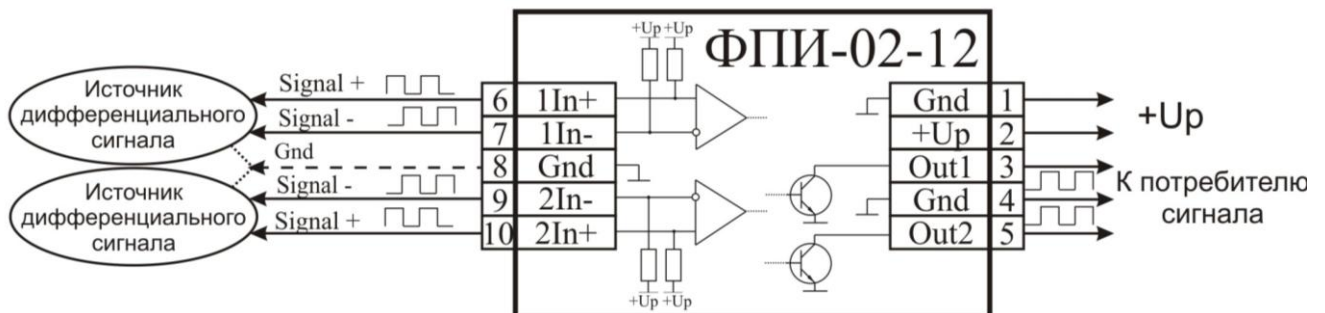 ФПИ-02-12
+Up +Up
Источник
дифференциального
сигнала
Signal +
6 1In+
Signal -
7 1In-
Gnd
8 Gnd
Источник
дифференциального
сигнала
Signal -
9 2In-
Signal +
10 2In+
+Up +Up
Gnd 1
+Up 2
Out1 3
Gnd 4
Out2 5
+Up
К потребителю
сигнала